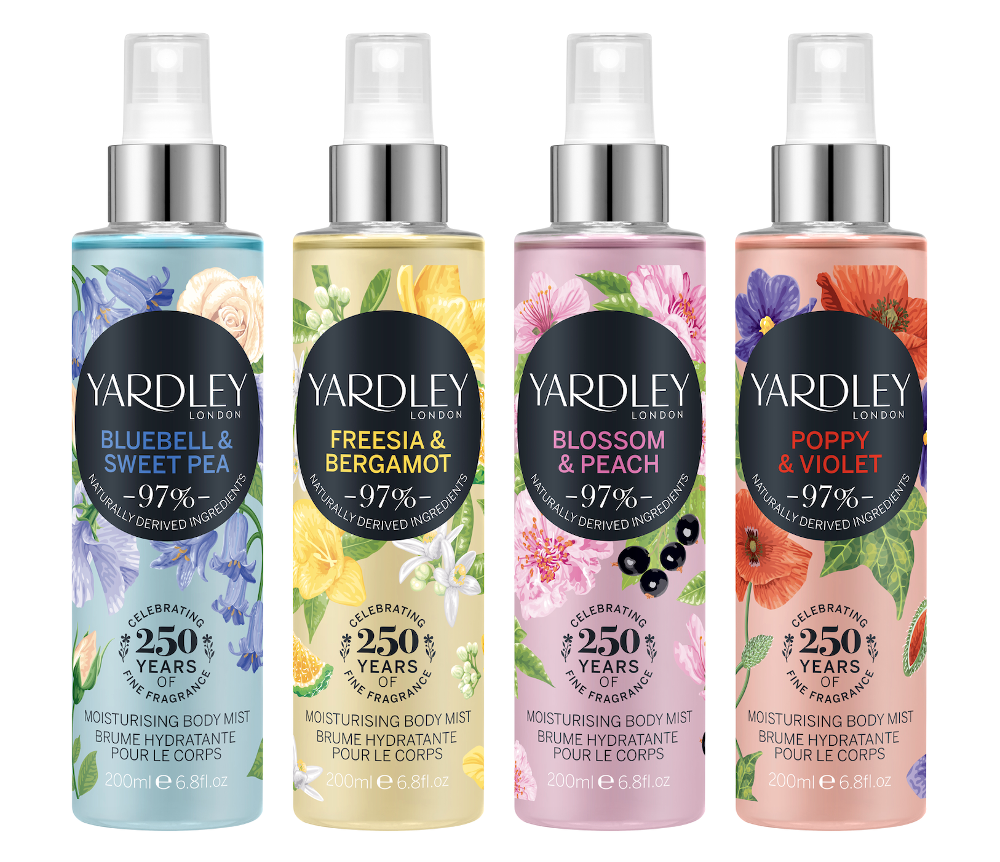 YARDLEY
LONDON
BLUEBELL &
SWEET PEA
-97%-
NATURALLY DERIVED INGREDIENTS
CELEBRATING
250
YEARS
OF
FINE FRAGRANCE
MOISTURISING BODY MIST
BRUME HYDRATANTE
POUR LE CORPS
200ml e 6.8fl.oz
YARDLEY
LONDON
FREESIA &
BERGAMOT
-97%-
NATURALLY DERIVED INGREDIENTS
CELEBRATING
250
YEARS
OF
FINE FRAGRANCE
MOISTURISING BODY MIST
BRUME HYDRATANTE
POUR LE CORPS
200ml e 6.8fl.oz
YARDLEY
LONDON
BLOSSOM
& PEACH
-97%-
NATURALLY DERIVED INGREDIENTS
CELEBRATING
250
YEARS
OF
FINE FRAGRANCE
MOISTURISING BODY MIST
BRUME HYDRATANTE
POUR LE CORPS
200ml e 6.8fl.oz
YARDLEY
LONDON
POPPY
& VIOLET
-97%-
NATURALLY DERIVED INGREDIENTS
CELEBRATING
250
YEARS
OF
FINE FRAGRANCE
MOISTURISING BODY MIST
BRUME HYDRATANTE
POUR LE CORPS
200ml e 6.8fl.oz